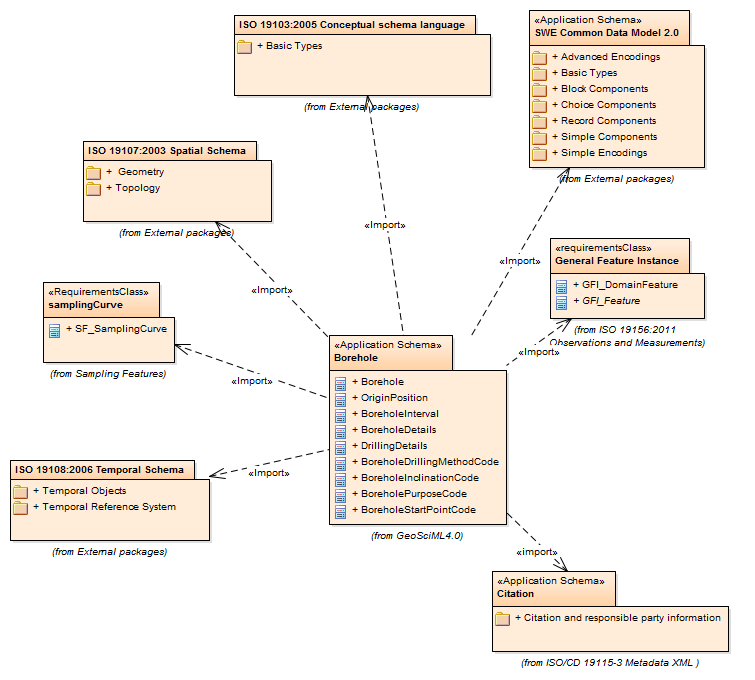 ISO 19103:2005 Conceptual schema language
+ Basic Types
(from External packages)
«Application Schema»
SWE Common Data Model 2.0
+ Advanced Encodings
+ Basic Types
+ Block Components
+ Choice Components
+ Record Components
+ Simple Components
+ Simple Encodings
(from External packages)
ISO 19107:2003 Spatial Schema
+ Geometry
+ Topology
(from External packages)
«Import»
«Import»
«Import»
«requirementsClass»
General Feature Instance
+ GFI_DomainFeature
+ GFI_Feature
(from ISO 19156:2011
Observations and Measurements)
«RequirementsClass»
samplingCurve
+ SF_SamplingCurve
(from Sampling Features)
«Import»
«Import»
«Application Schema»
Borehole
+ Borehole
+ OriginPosition
+ BoreholeInterval
+ BoreholeDetails
+ DrillingDetails
+ BoreholeDrillingMethodCode
+ BoreholeInclinationCode
+ BoreholePurposeCode
+ BoreholeStartPointCode
(from GeoSciML4.0)
ISO 19108:2006 Temporal Schema
+ Temporal Objects
+ Temporal Reference System
(from External packages)
«Import»
«import»
«Application Schema»
Citation
+ Citation and responsible party information
(from ISO/CD 19115-3 Metadata XML )